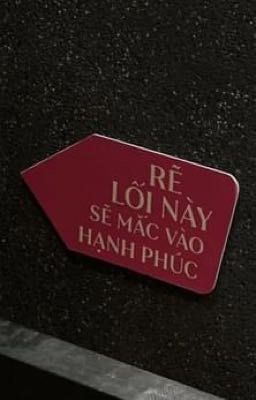 RẼ
LỐI NÀY
SẼ MẮC VÀO
HẠNH PHÚC